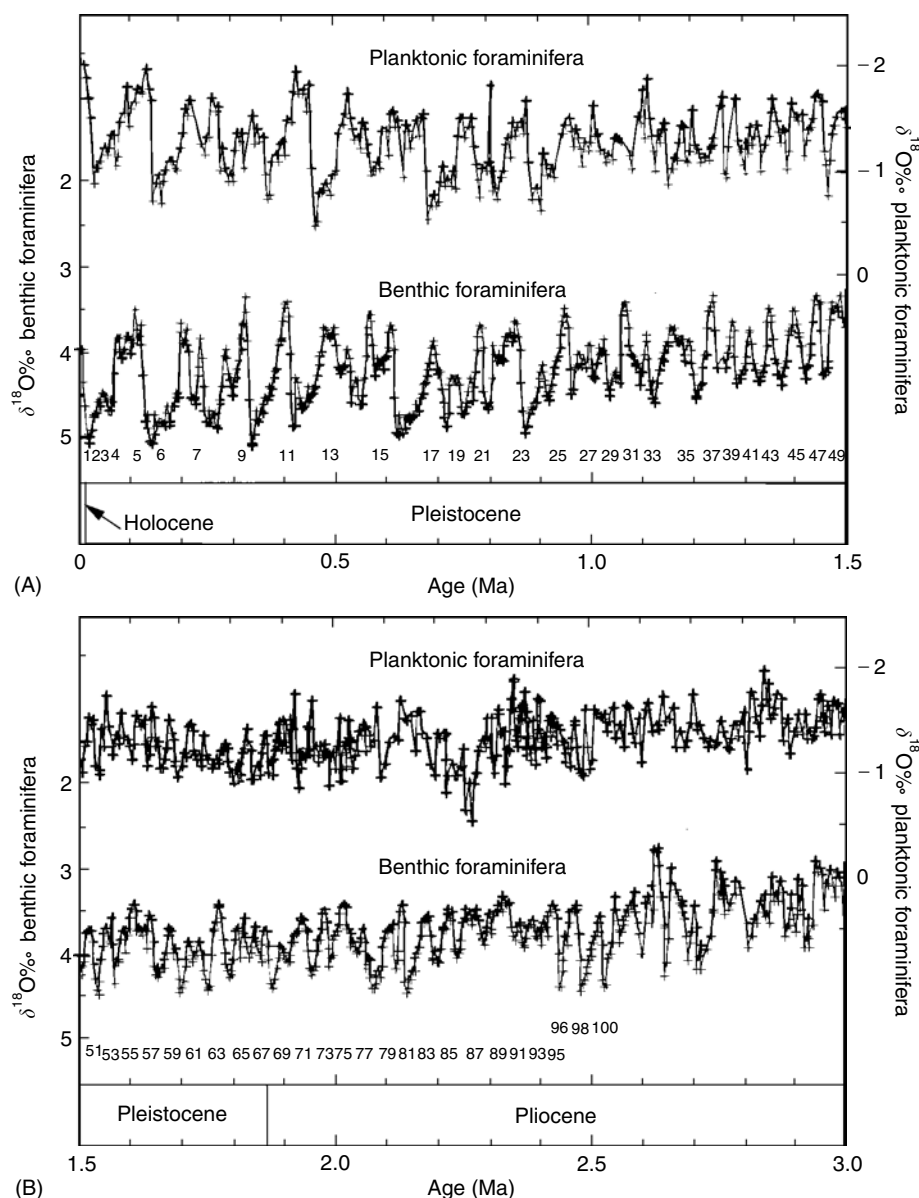 Planktonic foraminifera
−2
−1
0
δ18O‰ planktonic foraminifera
2
3
4
5
δ18O‰ benthic foraminifera
Benthic foraminifera
1 2 3 4 5 6 7 9 11 13 15 17 19 21 23 25 27 29 31 33 35 37 39 41 43 45 47 49
Holocene
Pleistocene
0 0.5 1.0 1.5
(A)
Age (Ma)
Planktonic foraminifera
−2
−1
0
δ18O‰ planktonic foraminifera
2
3
4
5
δ18O‰ benthic foraminifera
Benthic foraminifera
96 98 100
51 53 55 57 59 61 63 65 67 69 71 73 75 77 79 81 83 85 87 89 91 93 95
Pleistocene
Pliocene
1.5 2.0 2.5 3.0
(B)
Age (Ma)